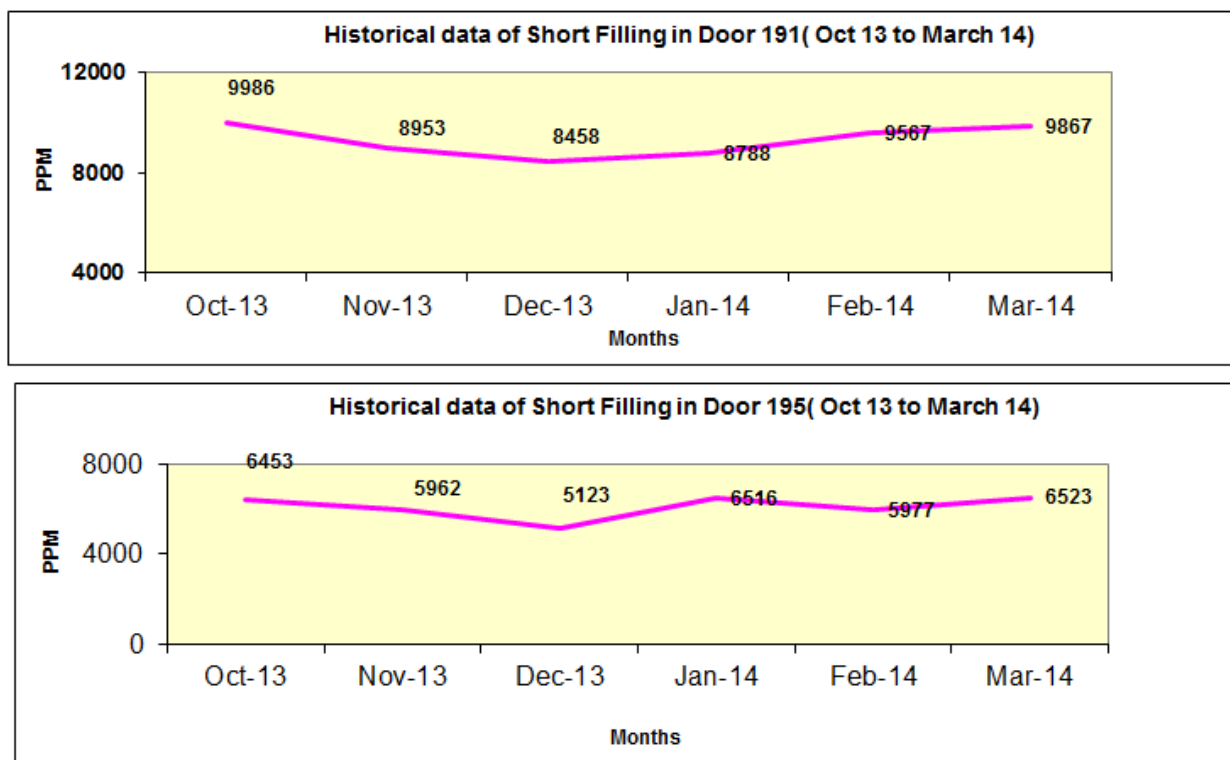 Historical data of Short Filling in Door 191( Oct 13 to March 14)
12000
8000
4000
PPM
9986
8953
8458
8788
9567
9867
Oct-13 Nov-13 Dec-13 Jan-14 Feb-14 Mar-14
Months
Historical data of Short Filling in Door 195( Oct 13 to March 14)
8000
4000
0
PPM
6453
5962
5123
6516
5977
6523
Oct-13 Nov-13 Dec-13 Jan-14 Feb-14 Mar-14
Months